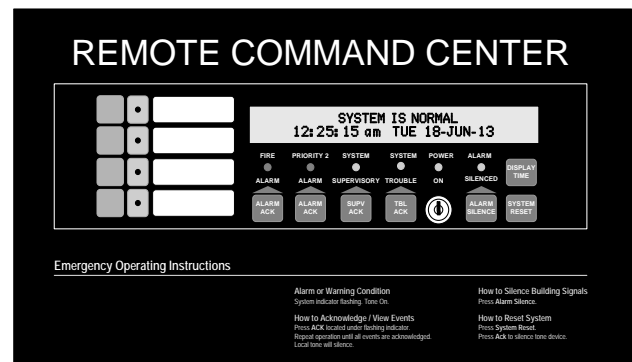 REMOTE COMMAND CENTER
SYSTEM IS NORMAL
12:25:15 am TUE 18-JUN-13
FIRE PRIORITY 2 SYSTEM SYSTEM POWER ALARM
ALARM ALARM SUPERVISORY TROUBLE ON SILENCED
DISPLAY
TIME
ALARM
ACK
ALARM
ACK
SUPV
ACK
TBL
ACK
ALARM
SILENCE
SYSTEM
RESET
Emergency Operating Instructions
Alarm or Warning Condition
System indicator flashing. Tone On.
How to Acknowledge / View Events
Press ACK located under flashing indicator.
Repeat operation until all events are acknowledged.
Local tone will silence.
How to Silence Building Signals
Press Alarm Silence.
How to Reset System
Press System Reset.
Press Ack to silence tone device.